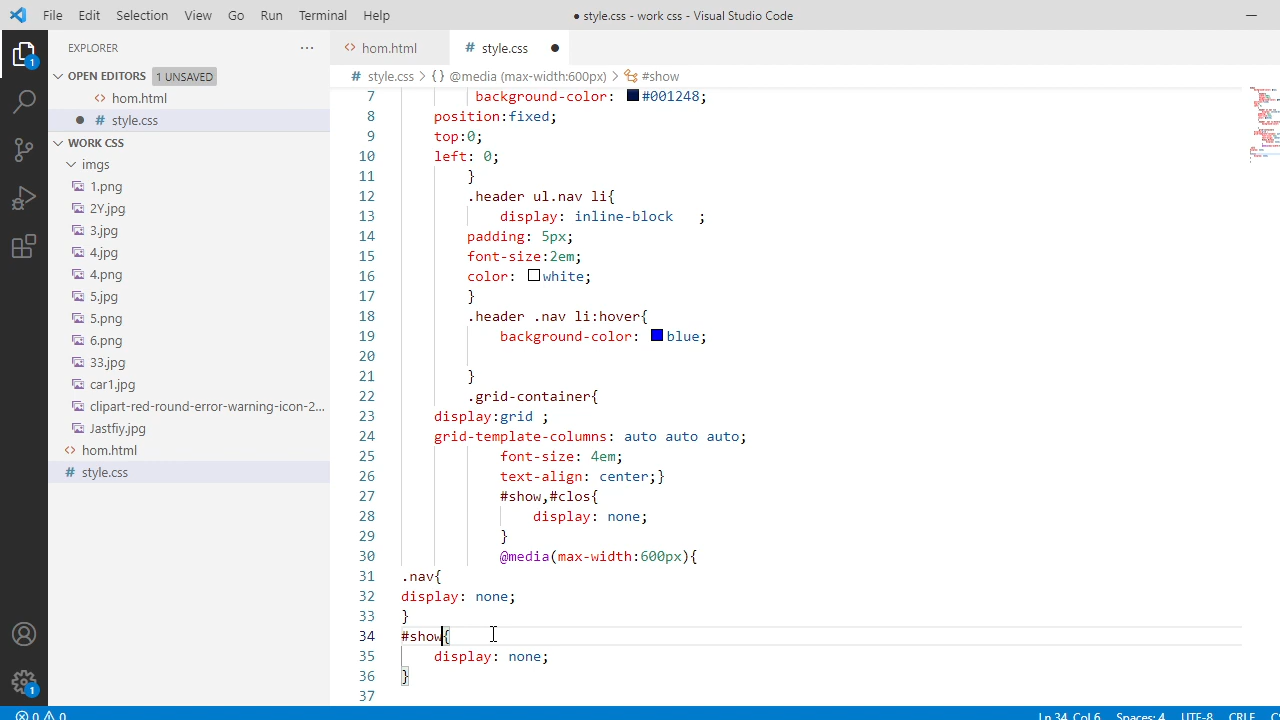 File Edit Selection View Go Run Terminal Help
● style.css - work css - Visual Studio Code
EXPLORER
OPEN EDITORS 1 UNSAVED
hom.html
style.css
WORK CSS
imgs
1.png
2Y.jpg
3.jpg
4.jpg
4.png
5.jpg
5.png
6.png
33.jpg
car1.jpg
clipart-red-round-error-warning-icon-2...
Jastfiy.jpg
hom.html
style.css
1
1
hom.html
# style.css ●
# style.css > {} @media (max-width:600px) > #show
7 background-color: #001248;
8 position:fixed;
9 top:0;
10 left: 0;
11 }
12 .header ul.nav li{
13 display: inline-block ;
14 padding: 5px;
15 font-size:2em;
16 color: white;
17 }
18 .header .nav li:hover{
19 background-color: blue;
20
21 }
22 .grid-container{
23 display:grid ;
24 grid-template-columns: auto auto auto;
25 font-size: 4em;
26 text-align: center;}
27 #show,#clos{
28 display: none;
29 }
30 @media(max-width:600px){
31 .nav{
32 display: none;
33 }
34 #show{
35 display: none;
36 }
37
0 0 Ln 34, Col 6 Spaces: 4 UTF-8 CRLF